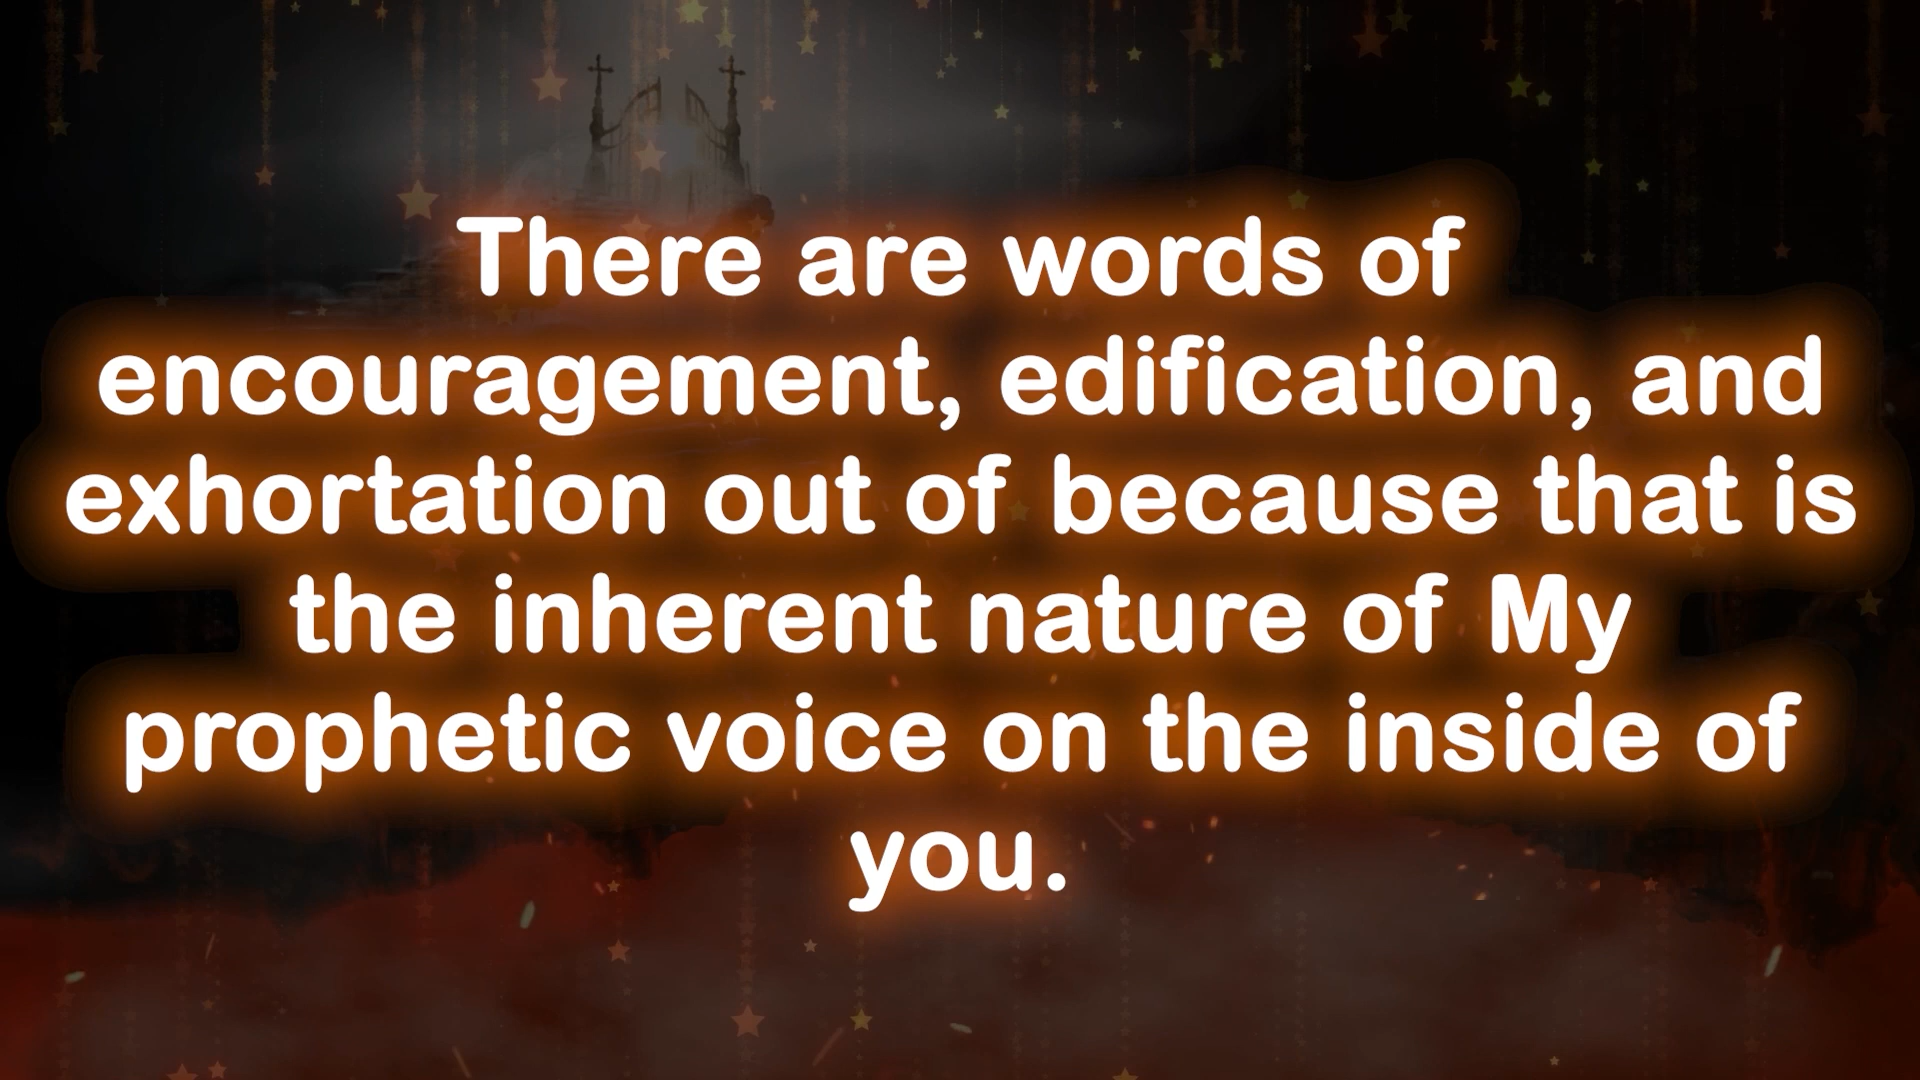 There are words of
encouragement, edification, and
exhortation out of because that is
the inherent nature of My
prophetic voice on the inside of
you.